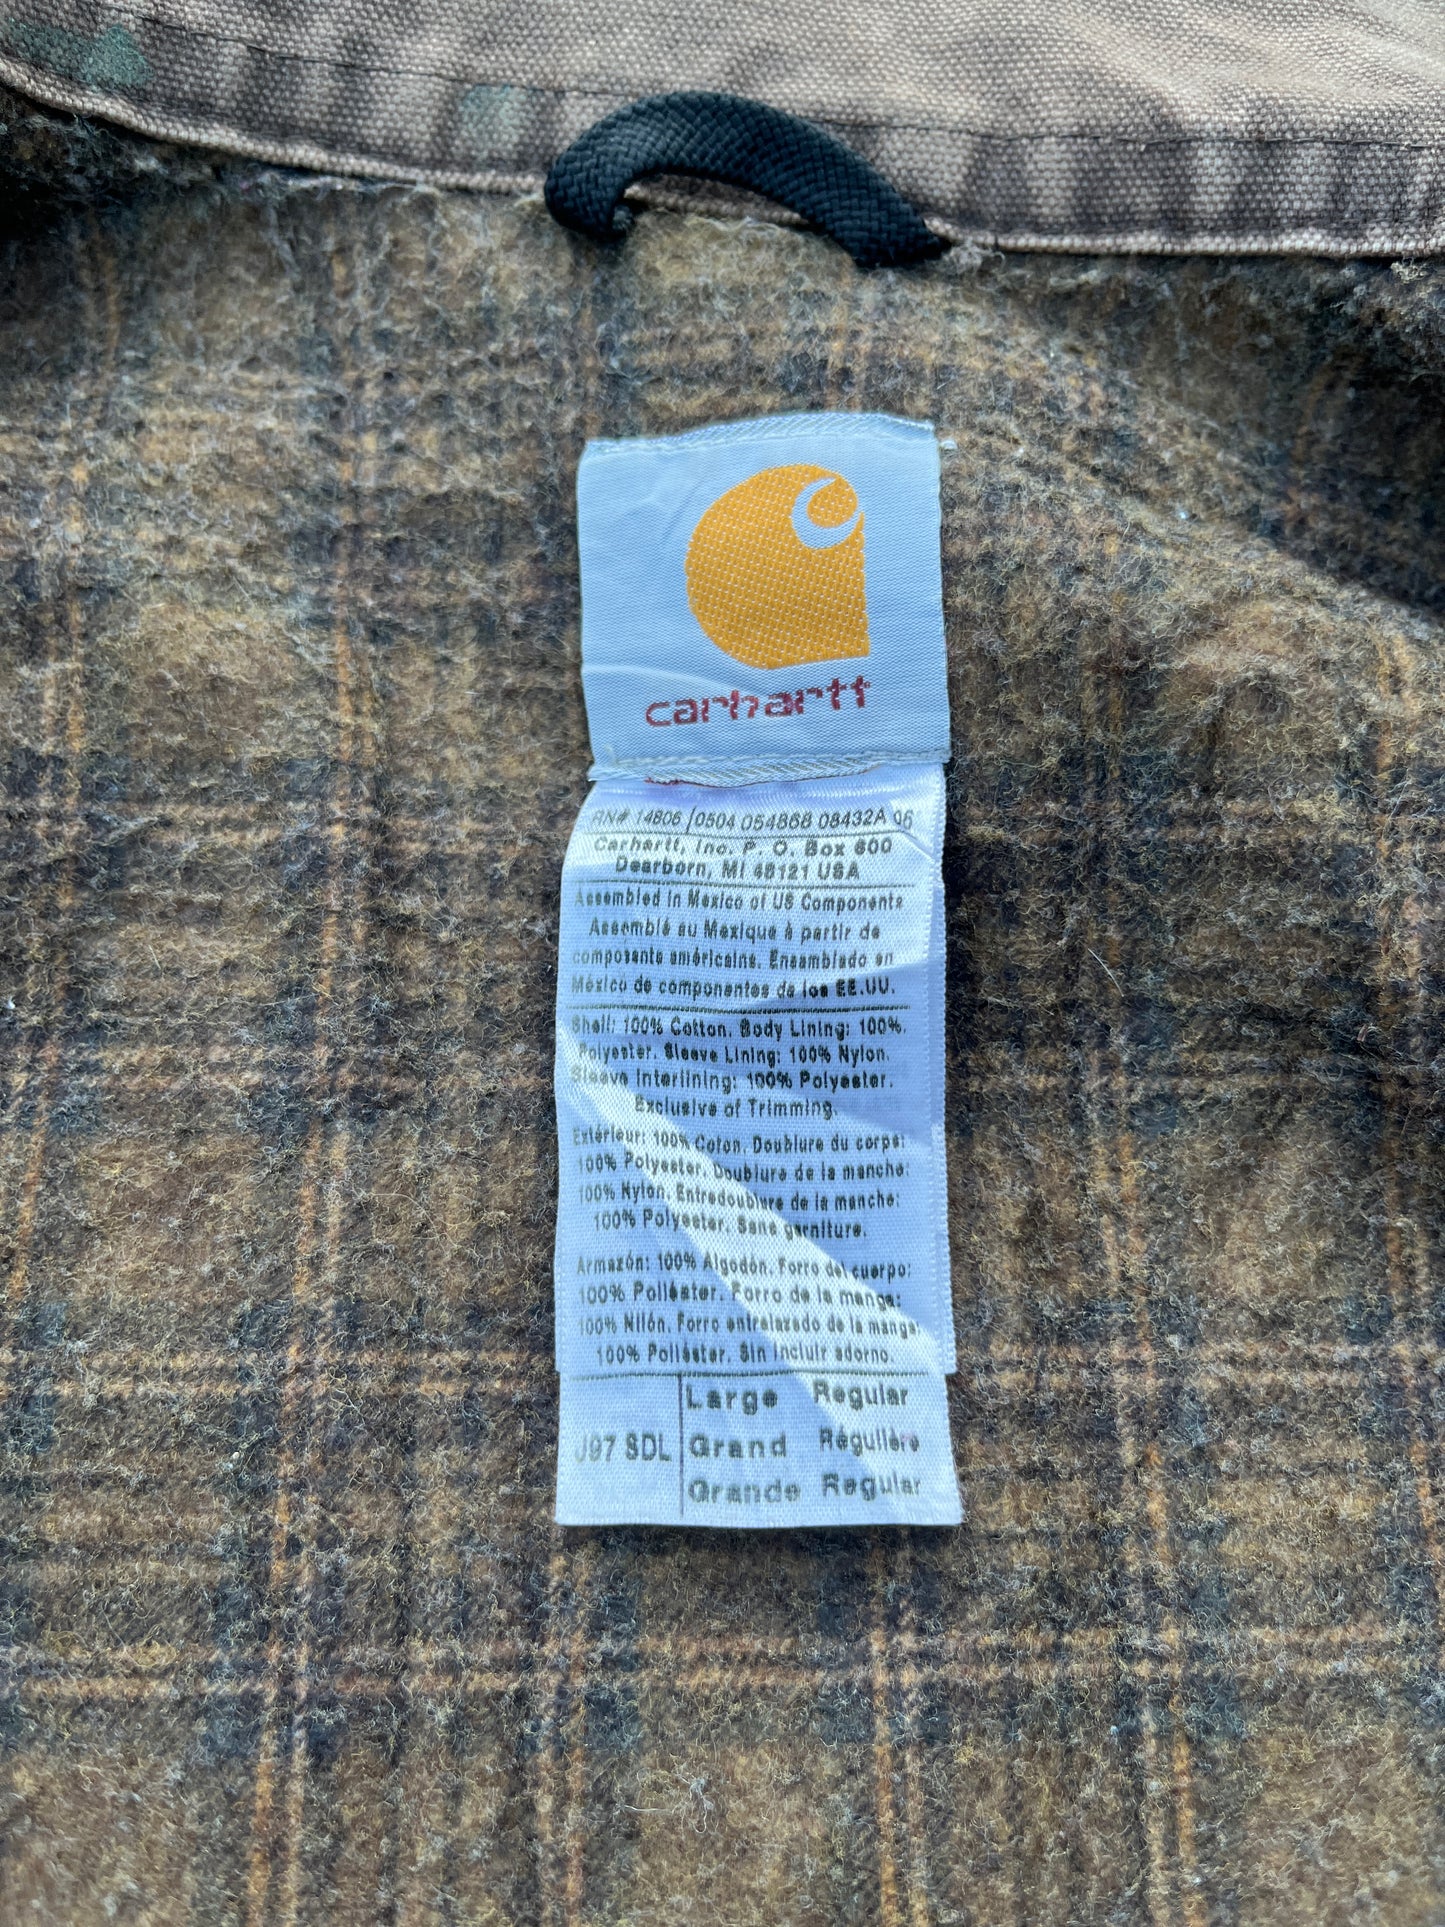 carhartt
RN# 14806 /0504 054868 08432A 06
Carhartt, Inc. P. O. Box 600
Dearborn, MI 48121 USA
Assembled in Mexico of US Components
Assemblé au Mexique à partir de
composants américains. Ensamblado en
México de componentes de los EE.UU.
Shell: 100% Cotton. Body Lining: 100%.
Polyester. Sleeve Lining: 100% Nylon.
Sleeve Interlining: 100% Polyester.
Exclusive of Trimming.
Extérieur: 100% Coton. Doublure du corps:
100% Polyester. Doublure de la manche:
100% Nylon. Entredoublure de la manche:
100% Polyester. Sans garniture.
Armazón: 100% Algodón. Forro del cuerpo:
100% Poliéster. Forro de la manga:
100% Nilón. Forro entrelazado de la manga:
100% Poliéster. Sin incluir adorno.
J97 SDL
Large Regular
Grand Régulière
Grande Regular